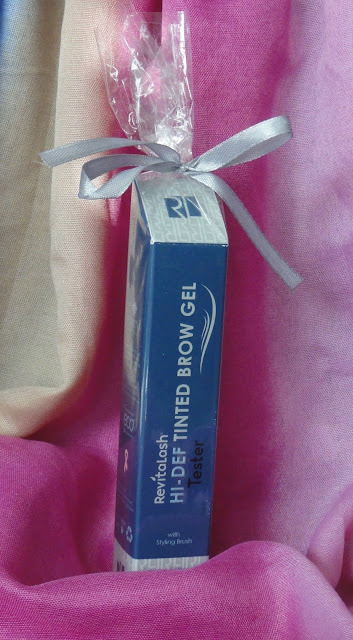 RevitaLash®
HI-DEF TINTED BROW GEL
Tester
with
Styling Brush